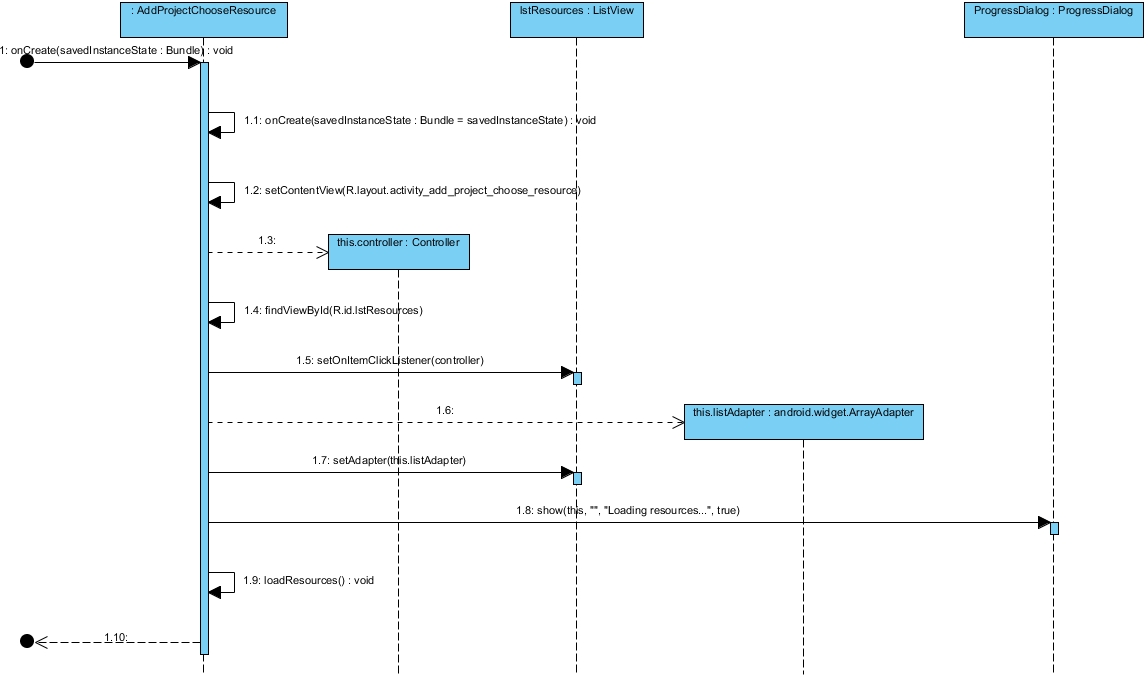 : AddProjectChooseResource
lstResources : ListView
ProgressDialog : ProgressDialog
1: onCreate(savedInstanceState : Bundle) : void
1.1: onCreate(savedInstanceState : Bundle = savedInstanceState) : void
1.2: setContentView(R.layout.activity_add_project_choose_resource)
1.3:
this.controller : Controller
1.4: findViewById(R.id.lstResources)
1.5: setOnItemClickListener(controller)
1.6:
this.listAdapter : android.widget.ArrayAdapter
1.7: setAdapter(this.listAdapter)
1.8: show(this, "", "Loading resources...", true)
1.9: loadResources() : void
1.10: